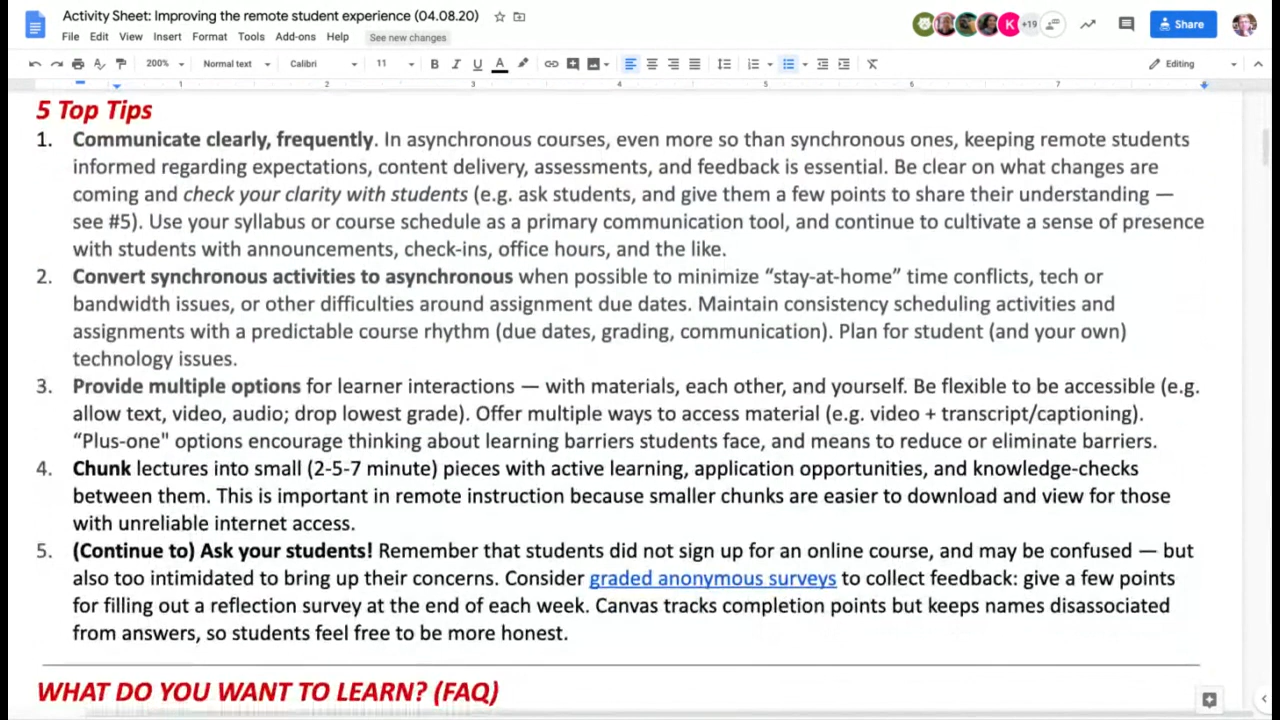 Activity Sheet: Improving the remote student experience (04.08.20)
File Edit View Insert Format Tools Add-ons Help See new changes
K +19 Share
200% Normal text Calibri 11 B I U A Editing
1 2 3 4 5 6 7
5 Top Tips
1. Communicate clearly, frequently. In asynchronous courses, even more so than synchronous ones, keeping remote students
informed regarding expectations, content delivery, assessments, and feedback is essential. Be clear on what changes are
coming and check your clarity with students (e.g. ask students, and give them a few points to share their understanding —
see #5). Use your syllabus or course schedule as a primary communication tool, and continue to cultivate a sense of presence
with students with announcements, check-ins, office hours, and the like.
2. Convert synchronous activities to asynchronous when possible to minimize “stay-at-home” time conflicts, tech or
bandwidth issues, or other difficulties around assignment due dates. Maintain consistency scheduling activities and
assignments with a predictable course rhythm (due dates, grading, communication). Plan for student (and your own)
technology issues.
3. Provide multiple options for learner interactions — with materials, each other, and yourself. Be flexible to be accessible (e.g.
allow text, video, audio; drop lowest grade). Offer multiple ways to access material (e.g. video + transcript/captioning).
“Plus-one" options encourage thinking about learning barriers students face, and means to reduce or eliminate barriers.
4. Chunk lectures into small (2-5-7 minute) pieces with active learning, application opportunities, and knowledge-checks
between them. This is important in remote instruction because smaller chunks are easier to download and view for those
with unreliable internet access.
5. (Continue to) Ask your students! Remember that students did not sign up for an online course, and may be confused — but
also too intimidated to bring up their concerns. Consider graded anonymous surveys to collect feedback: give a few points
for filling out a reflection survey at the end of each week. Canvas tracks completion points but keeps names disassociated
from answers, so students feel free to be more honest.
WHAT DO YOU WANT TO LEARN? (FAQ)